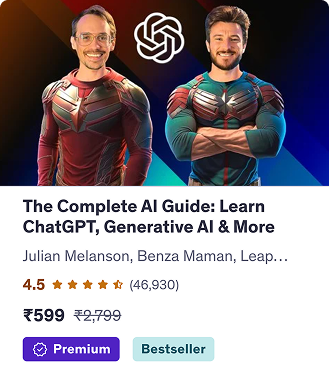 The Complete AI Guide: Learn
ChatGPT, Generative AI & More
Julian Melanson, Benza Maman, Leap…
4.5 (46,930)
₹599 ₹2,799
Premium Bestseller